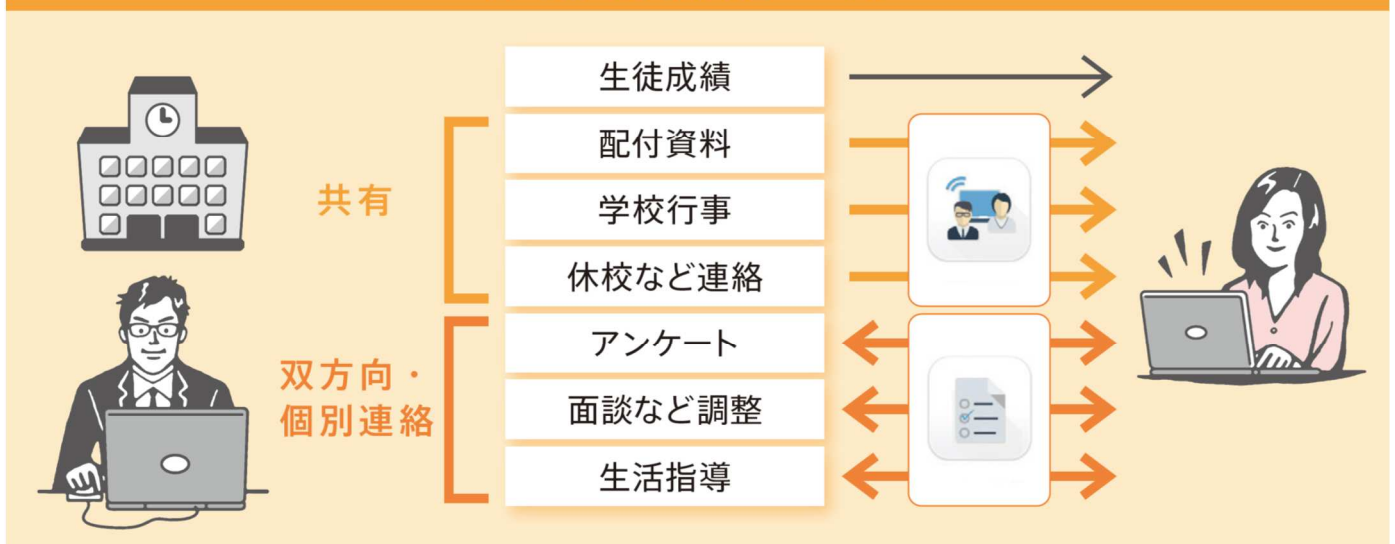 生徒成績
共有
配付資料
学校行事
休校など連絡
双方向・
個別連絡
アンケート
面談など調整
生活指導